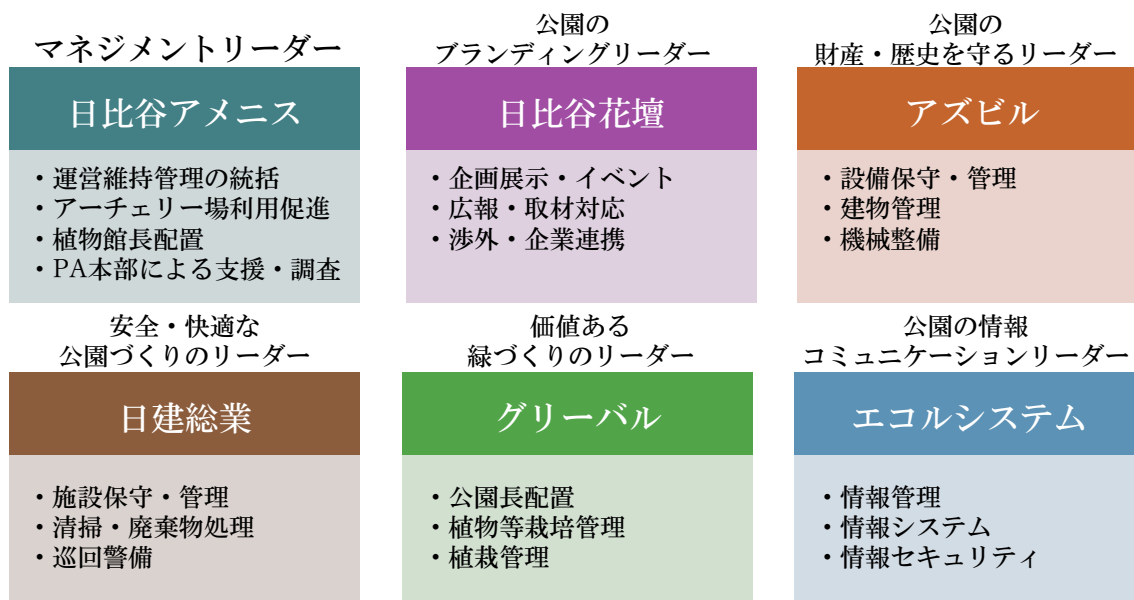 マネジメントリーダー
日比谷アメニス
・運営維持管理の統括
・アーチェリー場利用促進
・植物館長配置
・PA本部による支援・調査
公園の
ブランディングリーダー
日比谷花壇
・企画展示・イベント
・広報・取材対応
・渉外・企業連携
公園の
財産・歴史を守るリーダー
アズビル
・設備保守・管理
・建物管理
・機械整備
安全・快適な
公園づくりのリーダー
日建総業
・施設保守・管理
・清掃・廃棄物処理
・巡回警備
価値ある
緑づくりのリーダー
グリーバル
・公園長配置
・植物等栽培管理
・植栽管理
公園の情報
コミュニケーションリーダー
エコルシステム
・情報管理
・情報システム
・情報セキュリティ